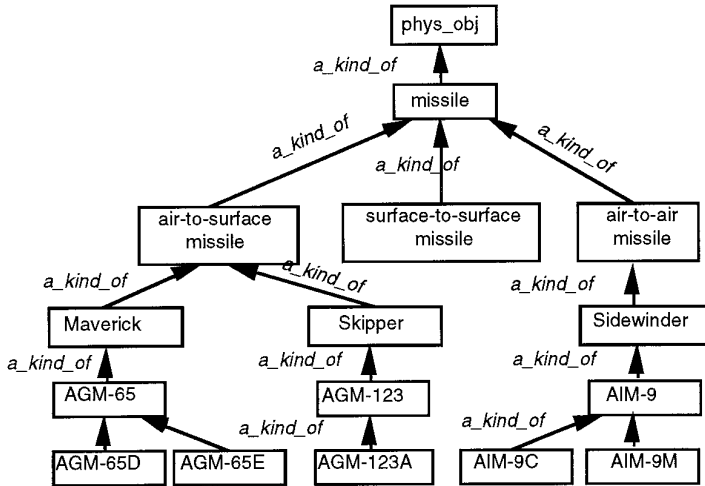 phys_obj
a_kind_of
missile
a_kind_of
a_kind_of
a_kind_of
air-to-surface
missile
surface-to-surface
missile
air-to-air
missile
a_kind_of
a_kind_of
a_kind_of
Maverick
Skipper
Sidewinder
a_kind_of
a_kind_of
a_kind_of
AGM-65
AGM-123
AIM-9
a_kind_of
a_kind_of
AGM-65D
AGM-65E
AGM-123A
AIM-9C
AIM-9M